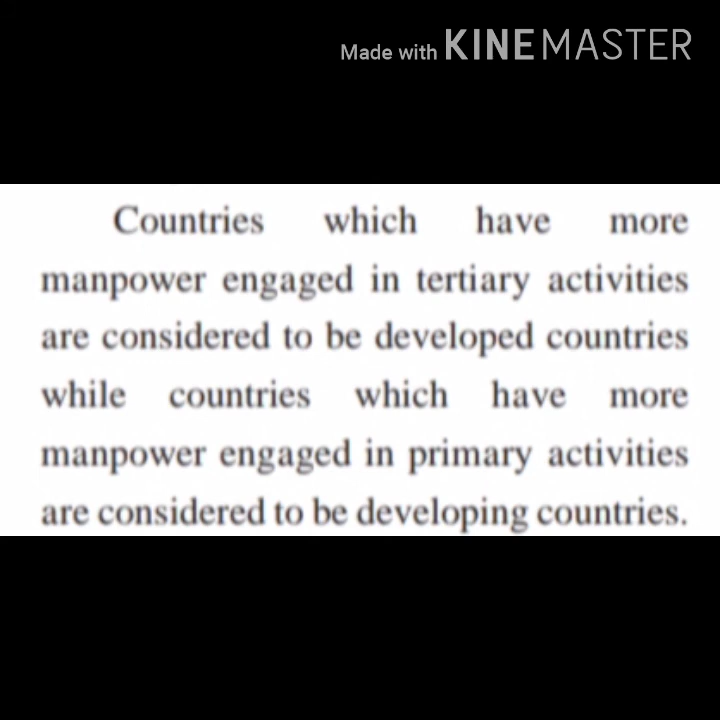 Made with KINEMASTER
Countries which have more
manpower engaged in tertiary activities
are considered to be developed countries
while countries which have more
manpower engaged in primary activities
are considered to be developing countries.